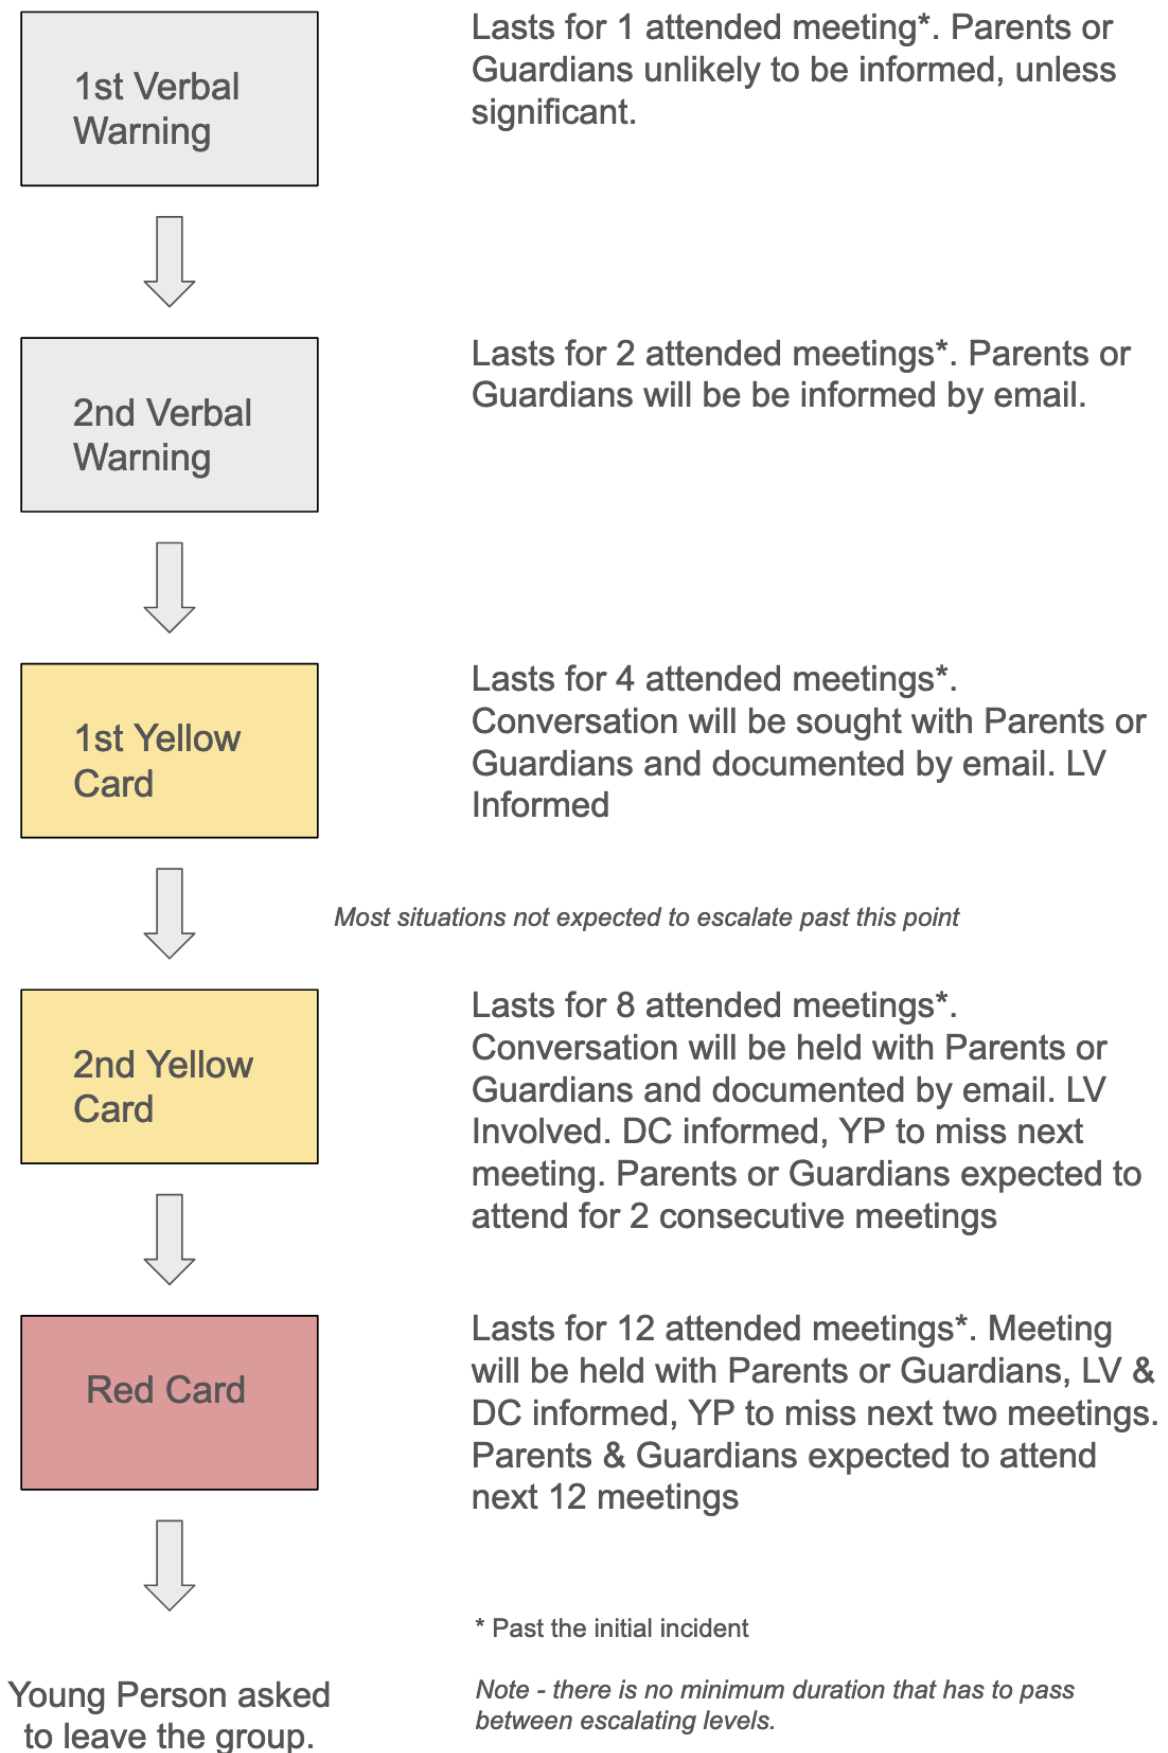 1st Verbal
Warning
Lasts for 1 attended meeting*. Parents or
Guardians unlikely to be informed, unless
significant.
2nd Verbal
Warning
Lasts for 2 attended meetings*. Parents or
Guardians will be be informed by email.
1st Yellow
Card
Lasts for 4 attended meetings*.
Conversation will be sought with Parents or
Guardians and documented by email. LV
Informed
Most situations not expected to escalate past this point
2nd Yellow
Card
Lasts for 8 attended meetings*.
Conversation will be held with Parents or
Guardians and documented by email. LV
Involved. DC informed, YP to miss next
meeting. Parents or Guardians expected to
attend for 2 consecutive meetings
Red Card
Lasts for 12 attended meetings*. Meeting
will be held with Parents or Guardians, LV &
DC informed, YP to miss next two meetings.
Parents & Guardians expected to attend
next 12 meetings
Young Person asked
to leave the group.
* Past the initial incident
Note - there is no minimum duration that has to pass
between escalating levels.